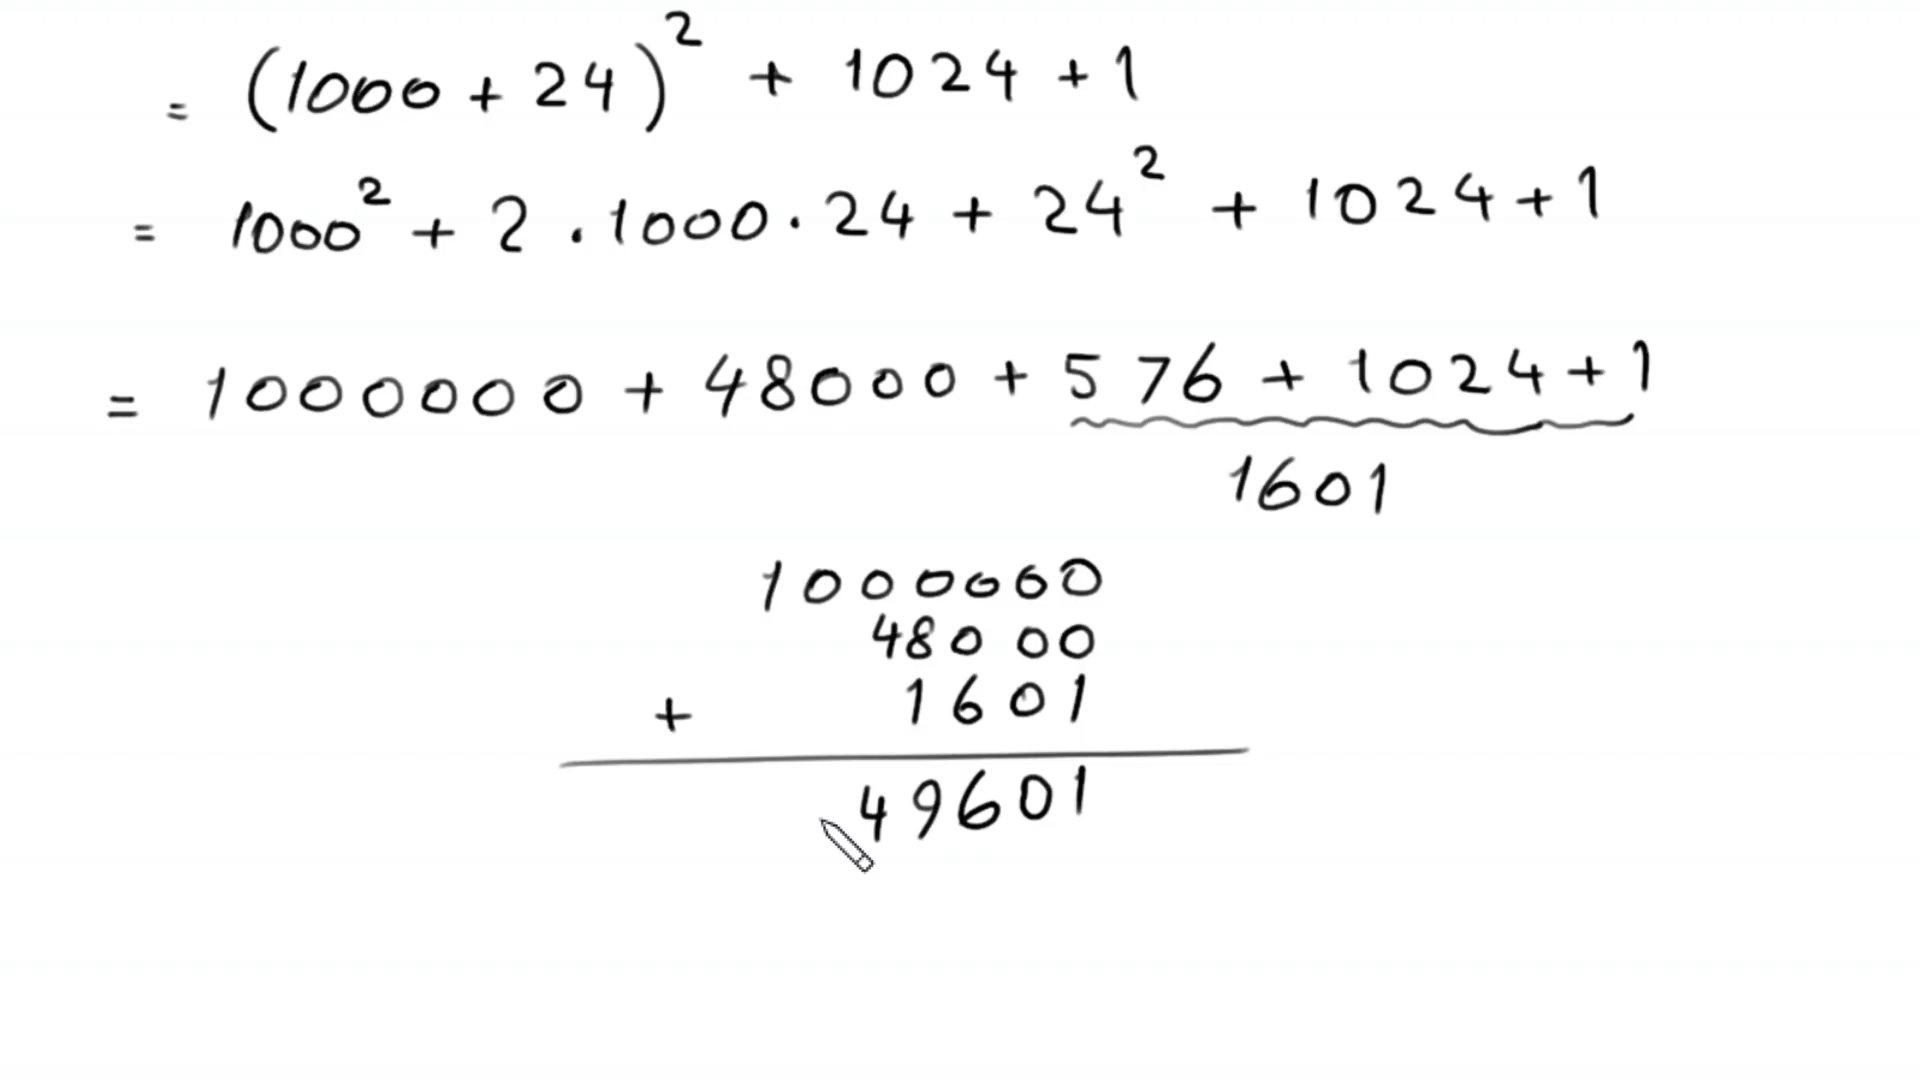 = (1000 + 24)² + 1024 + 1
= 1000² + 2 . 1000 . 24 + 24² + 1024 + 1
= 1000000 + 48000 + 576 + 1024 + 1
1601
1000000
48000
+ 1601
49601